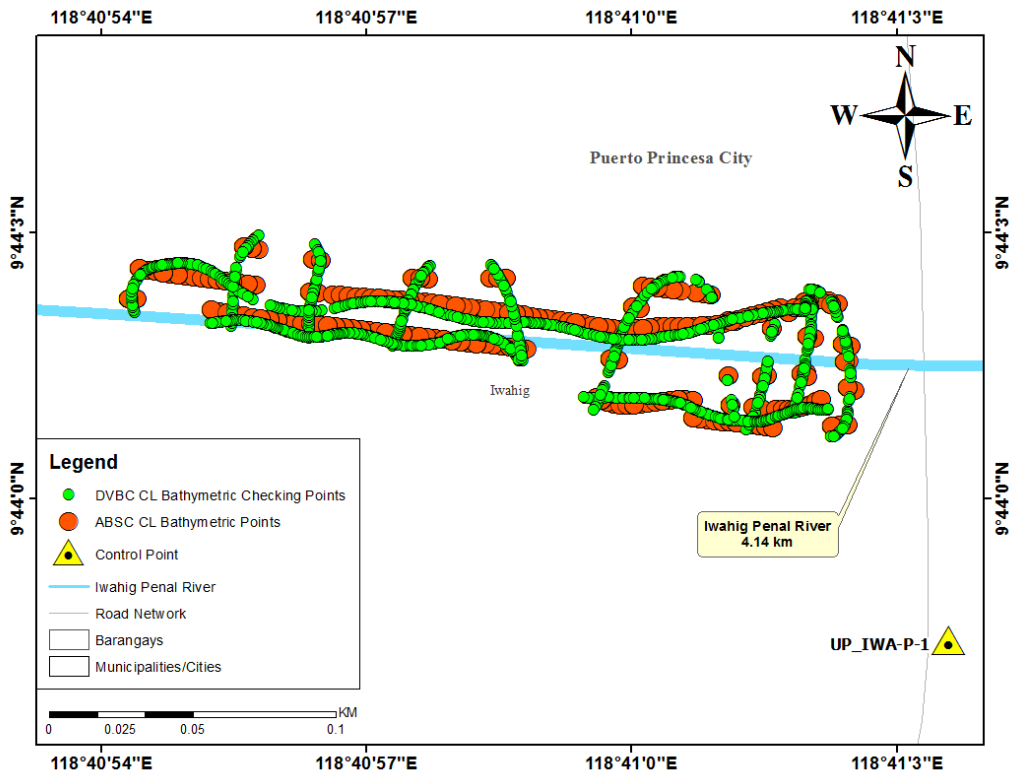 118°40'54"E 118°40'57"E 118°41'0"E 118°41'3"E
N
W E
S
Puerto Princesa City
9°44'3"N 9°44'3"N
Iwahig
Legend
DVBC CL Bathymetric Checking Points
ABSC CL Bathymetric Points
Control Point
Iwahig Penal River
Road Network
Barangays
Municipalities/Cities
9°44'0"N 9°44'0"N
Iwahig Penal River
4.14 km
UP_IWA-P-1
KM
0 0.025 0.05 0.1
118°40'54"E 118°40'57"E 118°41'0"E 118°41'3"E